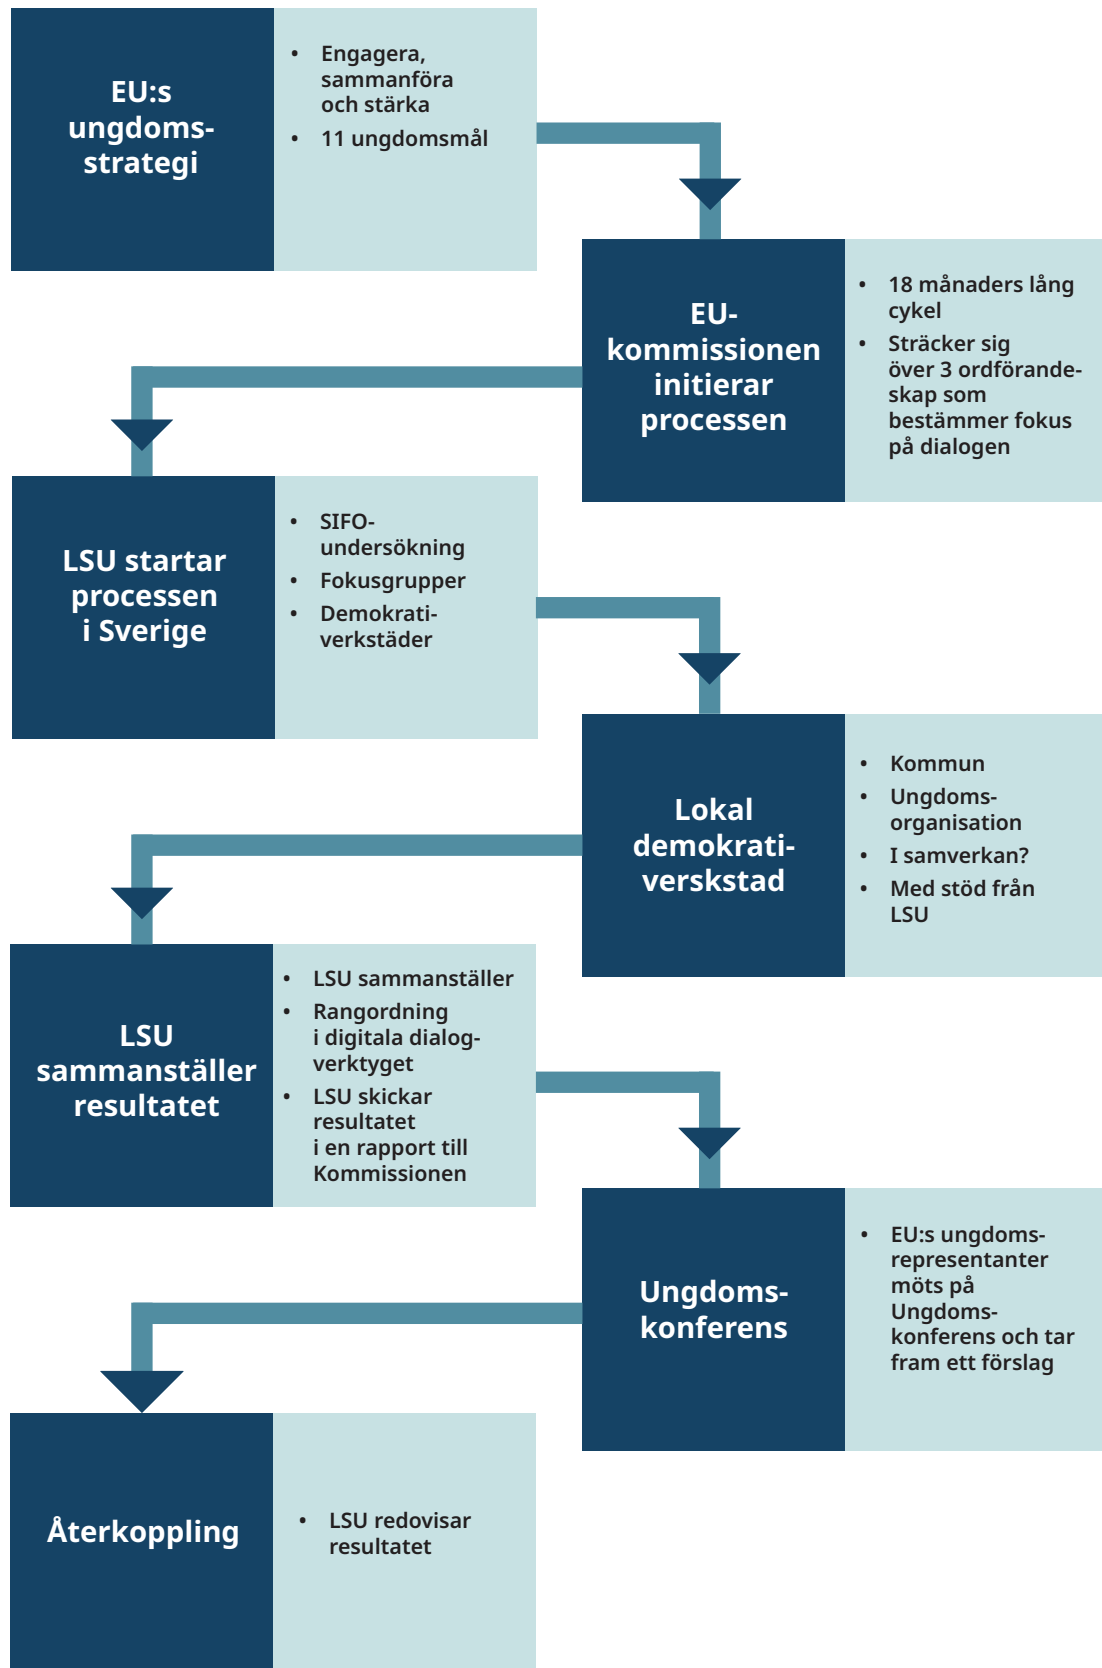 EU:s
ungdoms-
strategi
• Engagera,
sammanföra
och stärka
• 11 ungdomsmål
EU-
kommissionen
initierar
processen
• 18 månaders lång
cykel
• Sträcker sig
över 3 ordförande-
skap som
bestämmer fokus
på dialogen
LSU startar
processen
i Sverige
• SIFO-
undersökning
• Fokusgrupper
• Demokrati-
verkstäder
Lokal
demokrati-
verskstad
• Kommun
• Ungdoms-
organisation
• I samverkan?
• Med stöd från
LSU
LSU
sammanställer
resultatet
• LSU sammanställer
• Rangordning
i digitala dialog-
verktyget
• LSU skickar
resultatet
i en rapport till
Kommissionen
Ungdoms-
konferens
• EU:s ungdoms-
representanter
möts på
Ungdoms-
konferens och tar
fram ett förslag
Återkoppling
• LSU redovisar
resultatet